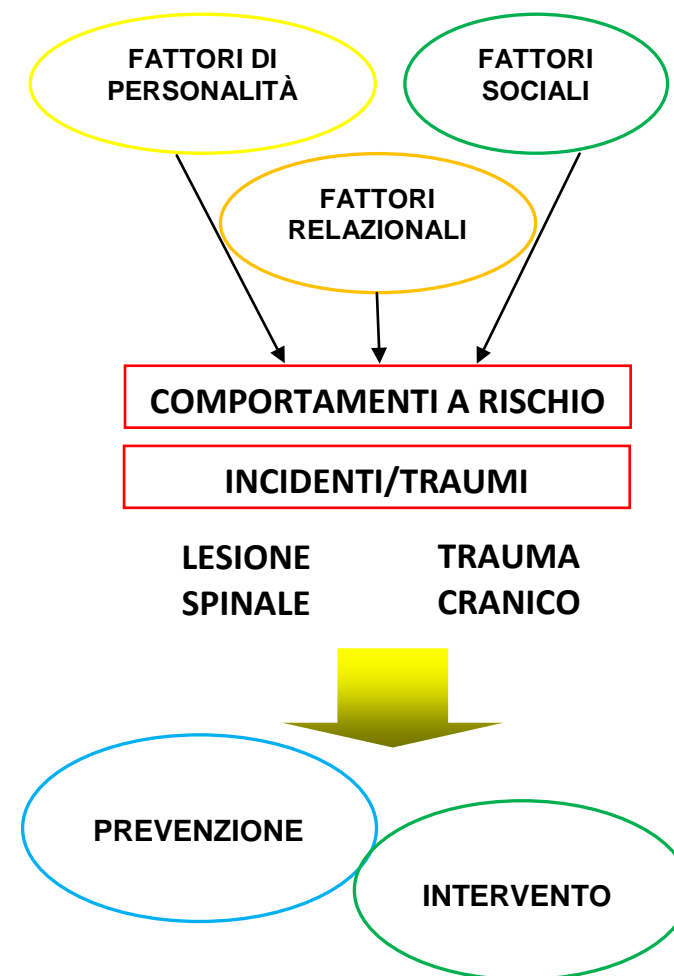 FATTORI DI
PERSONALITÀ
FATTORI
SOCIALI
FATTORI
RELAZIONALI
COMPORTAMENTI A RISCHIO
INCIDENTI/TRAUMI
LESIONE
SPINALE
TRAUMA
CRANICO
PREVENZIONE
INTERVENTO